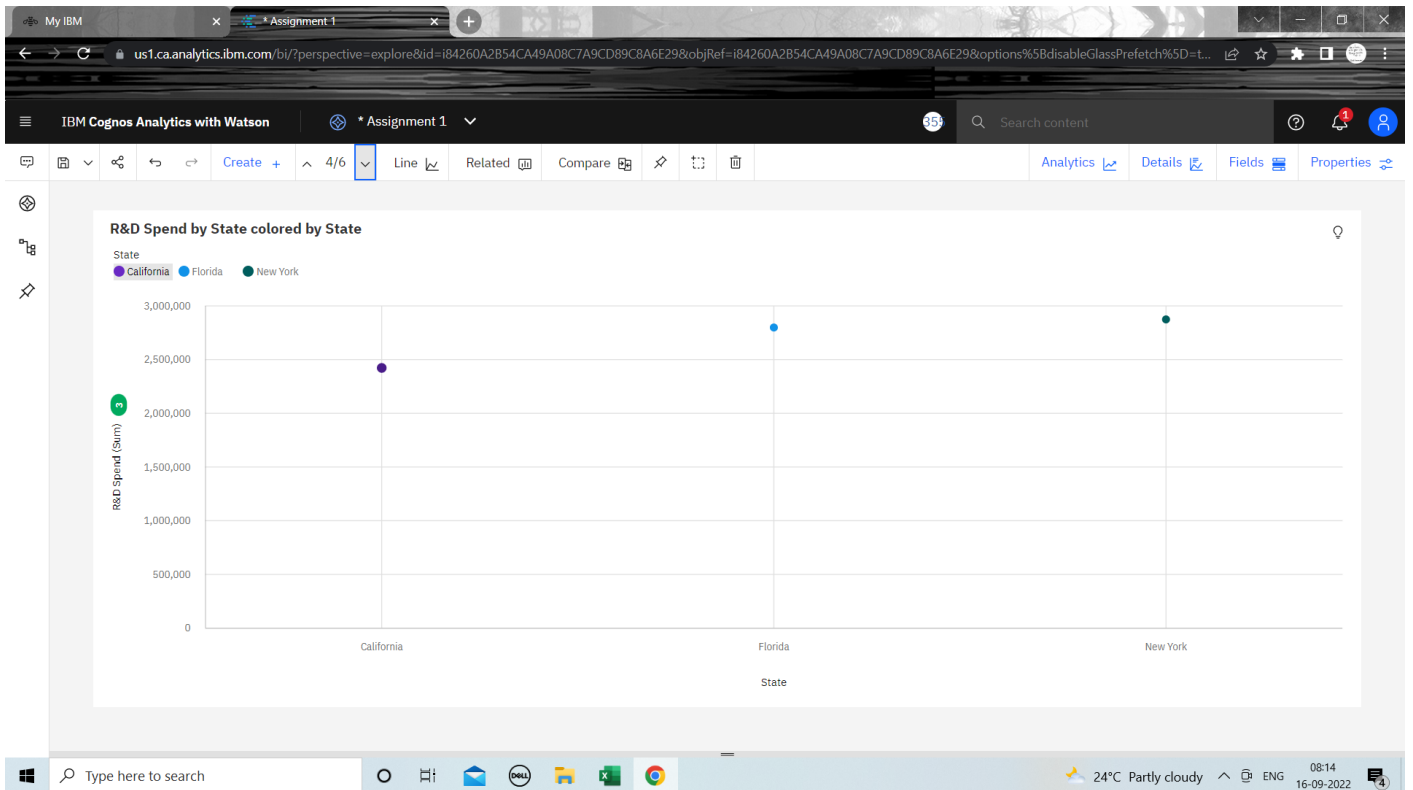 My IBM
* Assignment 1
us1.ca.analytics.ibm.com/bi/?perspective=explore&id=i84260A2B54CA49A08C7A9CD89C8A6E29&objRef=i84260A2B54CA49A08C7A9CD89C8A6E29&options%5BdisableGlassPrefetch%5D=t...
IBM Cognos Analytics with Watson
* Assignment 1
Search content
1
Create +
4/6
Line
Related
Compare
Analytics
Details
Fields
Properties
R&D Spend by State colored by State
State
California
Florida
New York
3,000,000
2,500,000
2,000,000
1,500,000
1,000,000
500,000
0
3
R&D Spend (Sum)
California
Florida
New York
State
Type here to search
DELL
24°C Partly cloudy
ENG
08:14
16-09-2022
4